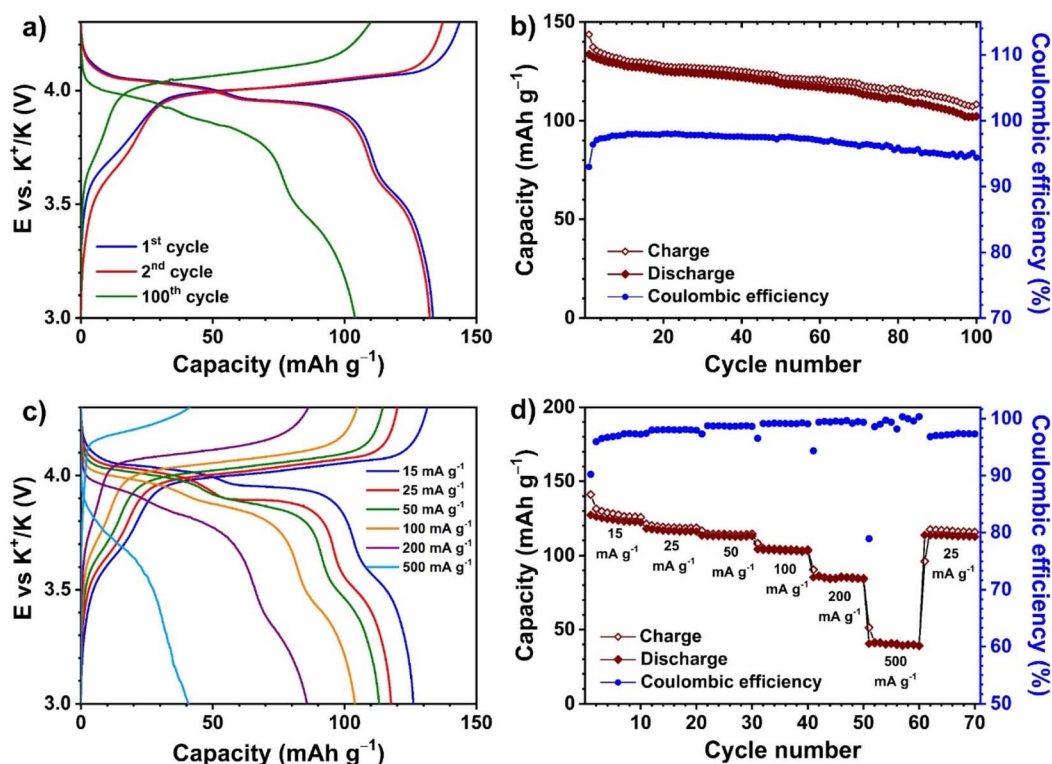 a)
4.0
3.5
3.0
E vs. K⁺/K (V)
1ˢᵗ cycle
2ⁿᵈ cycle
100ᵗʰ cycle
0 50 100 150
Capacity (mAh g⁻¹)
b)
150
100
50
0
Capacity (mAh g⁻¹)
Charge
Discharge
Coulombic efficiency
110
100
90
80
70
Coulombic efficiency (%)
0 20 40 60 80 100
Cycle number
c)
4.0
3.5
3.0
E vs K⁺/K (V)
15 mA g⁻¹
25 mA g⁻¹
50 mA g⁻¹
100 mA g⁻¹
200 mA g⁻¹
500 mA g⁻¹
0 50 100 150
Capacity (mAh g⁻¹)
d)
200
150
100
50
0
Capacity (mAh g⁻¹)
15
mA g⁻¹
25
mA g⁻¹
50
mA g⁻¹
100
mA g⁻¹
200
mA g⁻¹
500
mA g⁻¹
25
mA g⁻¹
Charge
Discharge
Coulombic efficiency
100
90
80
70
60
50
Coulombic efficiency (%)
0 10 20 30 40 50 60 70
Cycle number